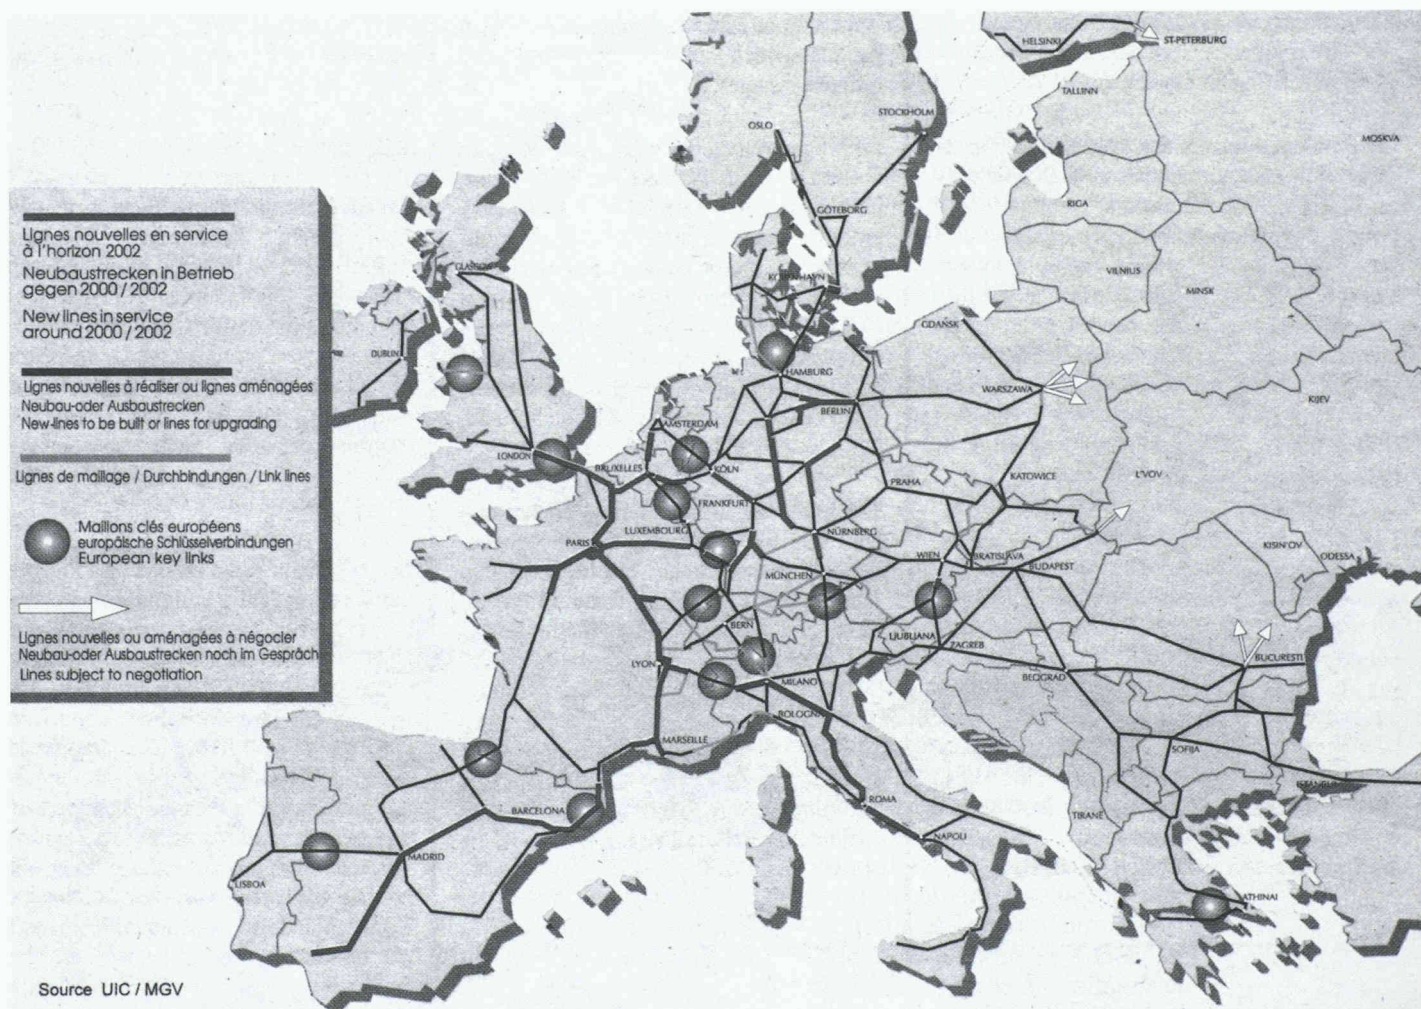 Lignes nouvelles en service
à l'horizon 2002
Neubaustrecken in Betrieb
gegen 2000 / 2002
New lines in service
around 2000 / 2002
Lignes nouvelles à réaliser ou lignes aménagées
Neubau-oder Ausbaustrecken
New-lines to be built or lines for upgrading
Lignes de maillage / Durchbindungen / Link lines
Maillons clés européens
europäische Schlüsselverbindungen
European key links
Lignes nouvelles ou aménagées à négocier
Neubau-oder Ausbaustrecken noch im Gespräch
Lines subject to negotiation
HELSINKI
ST-PETERBURG
TALLINN
STOCKHOLM
OSLO
MOSKVA
RIGA
GÖTEBORG
GLASGOW
KOBENHAVN
VILNIUS
MINSK
GDAŃSK
DUBLIN
HAMBURG
WARSZAWA
KIJEV
BERLIN
AMSTERDAM
LONDON
BRUXELLES
KÖLN
KATOWICE
L'VOV
PRAHA
FRANKFURT
LUXEMBOURG
NÜRNBERG
PARIS
KISIN'OV
ODESSA
WIEN
BRATISLAVA
BUDAPEST
MÜNCHEN
BERN
LJUBLJANA
ZAGREB
LYON
BUCURESTI
MILANO
BEOGRAD
BOLOGNA
MARSEILLE
SOFIJA
ISTANBUL
ROMA
BARCELONA
TIRANE
NAPOLI
MADRID
LISBOA
ATHINAI
Source UIC / MGV